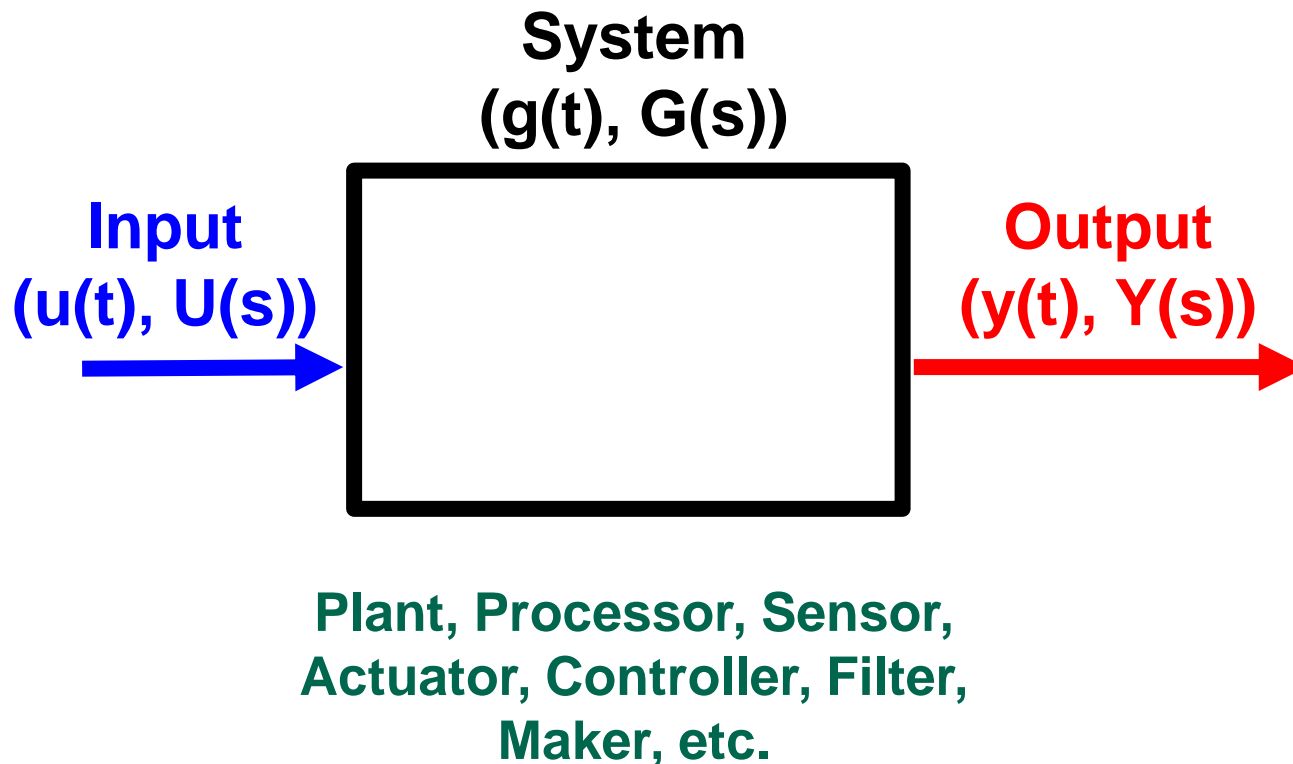 System
(g(t), G(s))
Input
(u(t), U(s))
Output
(y(t), Y(s))
Plant, Processor, Sensor,
Actuator, Controller, Filter,
Maker, etc.